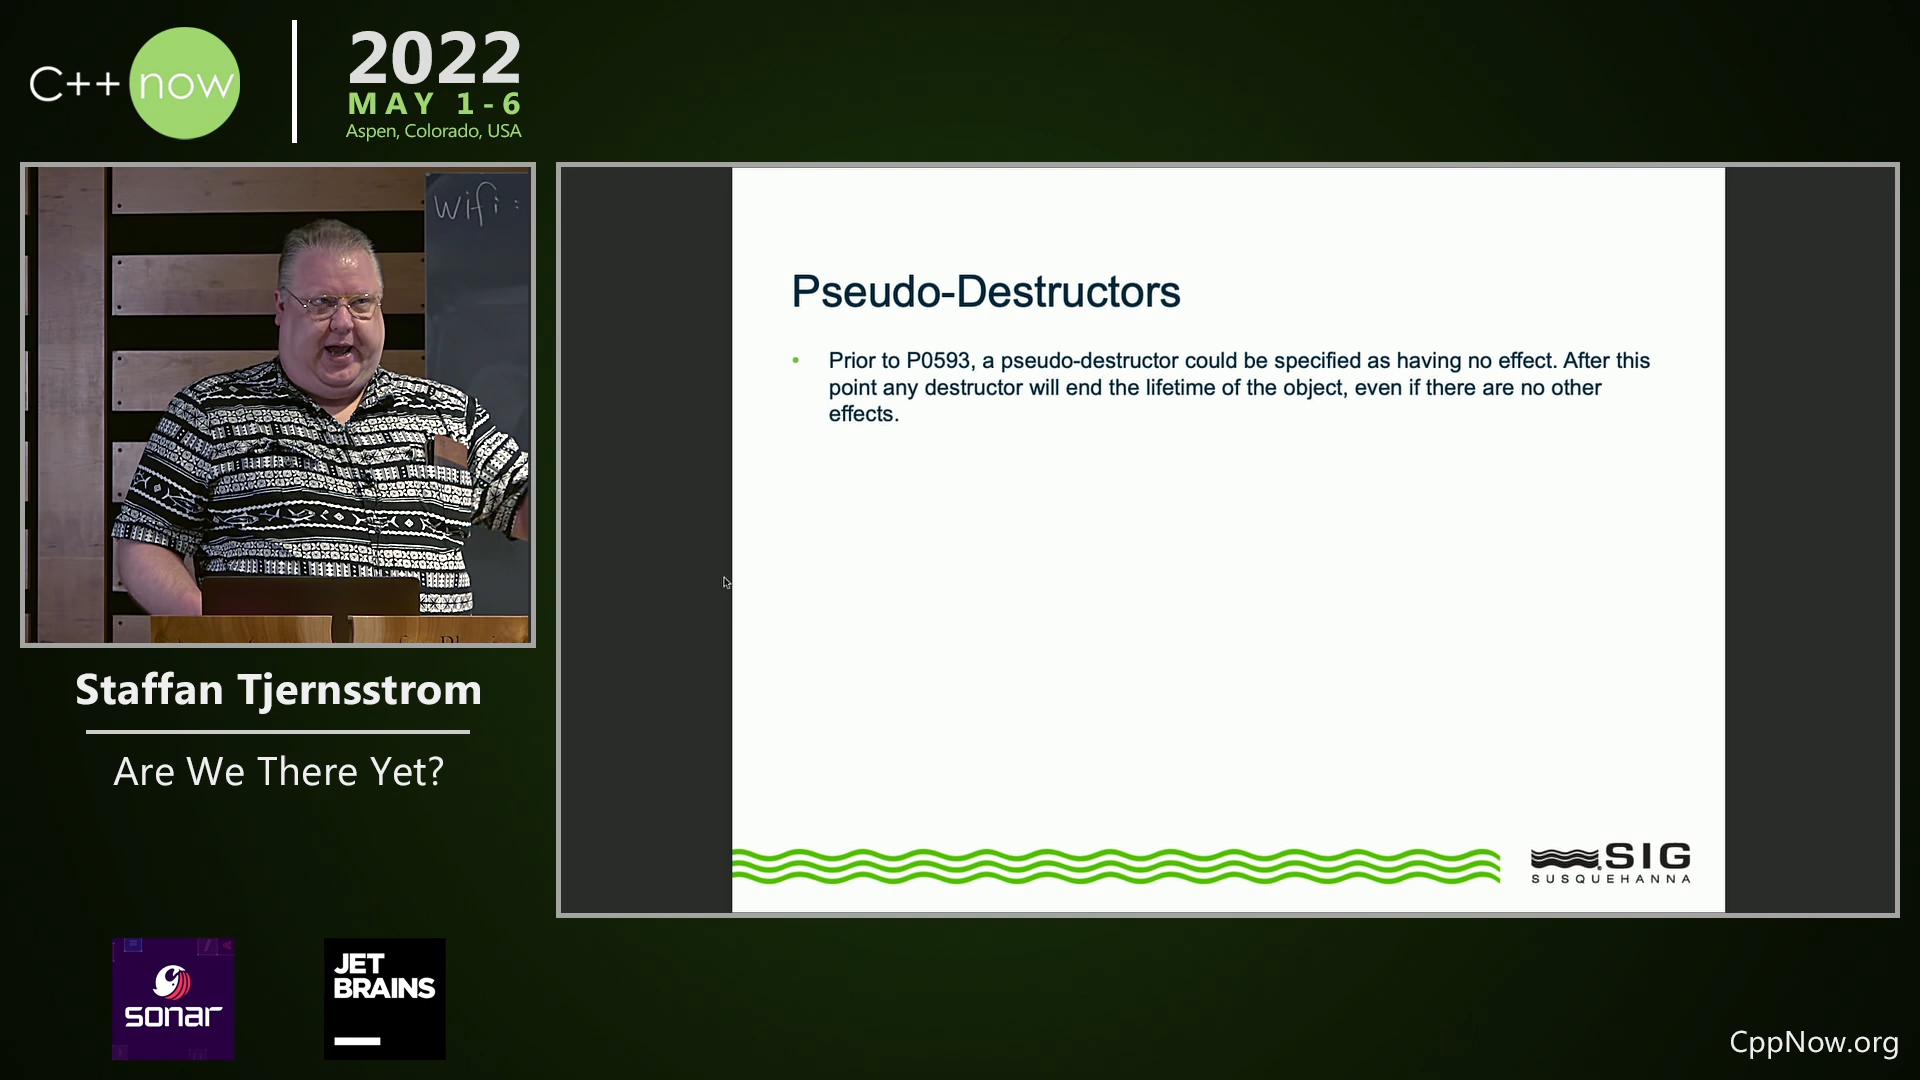 C++ now
2022
MAY 1-6
Aspen, Colorado, USA
Wifi :
Pseudo-Destructors
• Prior to P0593, a pseudo-destructor could be specified as having no effect. After this
point any destructor will end the lifetime of the object, even if there are no other
effects.
SIG
SUSQUEHANNA
Staffan Tjernsstrom
Are We There Yet?
sonar
JET
BRAINS
CppNow.org